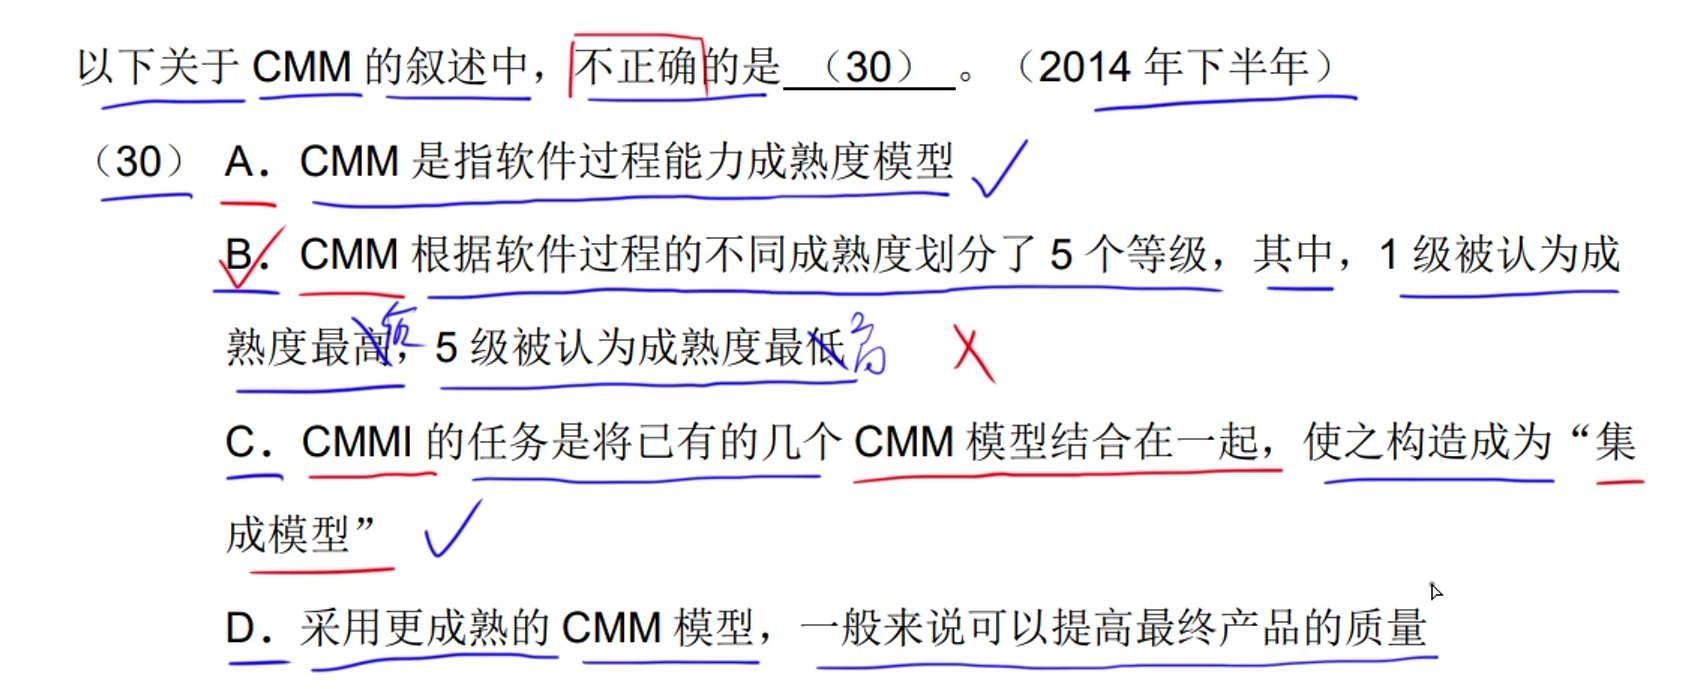 以下关于 CMM 的叙述中，不正确的是 （30） 。（2014 年下半年）
（30） A．CMM 是指软件过程能力成熟度模型
B．CMM 根据软件过程的不同成熟度划分了 5 个等级，其中，1 级被认为成
熟度最高，5 级被认为成熟度最低 高
C．CMMI 的任务是将已有的几个 CMM 模型结合在一起，使之构造成为“集
成模型”
D．采用更成熟的 CMM 模型，一般来说可以提高最终产品的质量